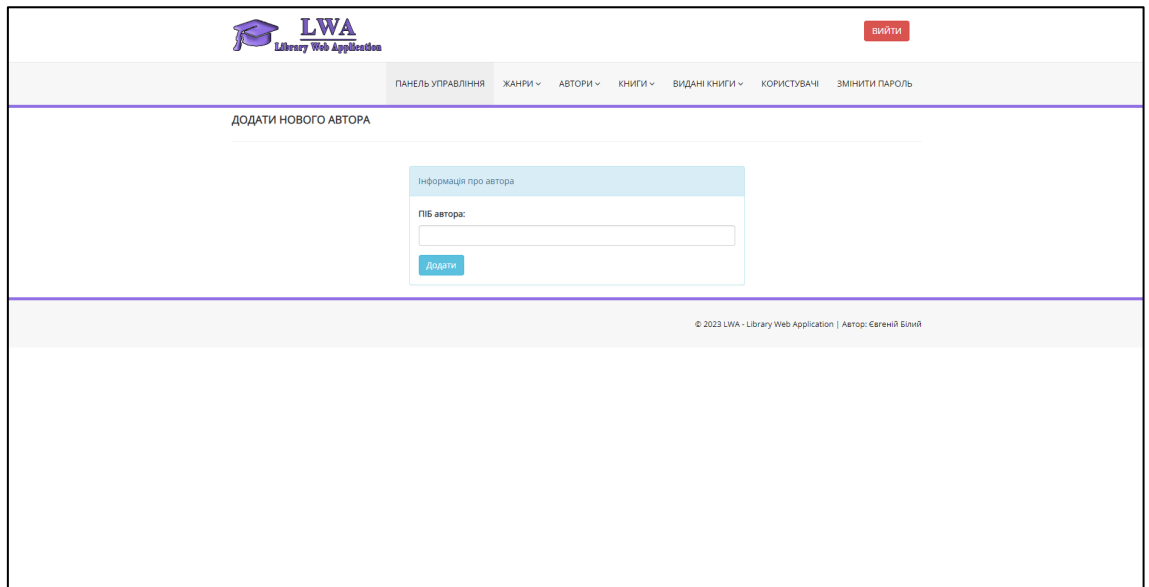 LWA
Library Web Application
ВИЙТИ
ПАНЕЛЬ УПРАВЛІННЯ ЖАНРИ АВТОРИ КНИГИ ВИДАНІ КНИГИ КОРИСТУВАЧІ ЗМІНИТИ ПАРОЛЬ
ДОДАТИ НОВОГО АВТОРА
Інформація про автора
ПІБ автора:
Додати
© 2023 LWA - Library Web Application | Автор: Євгеній Білий